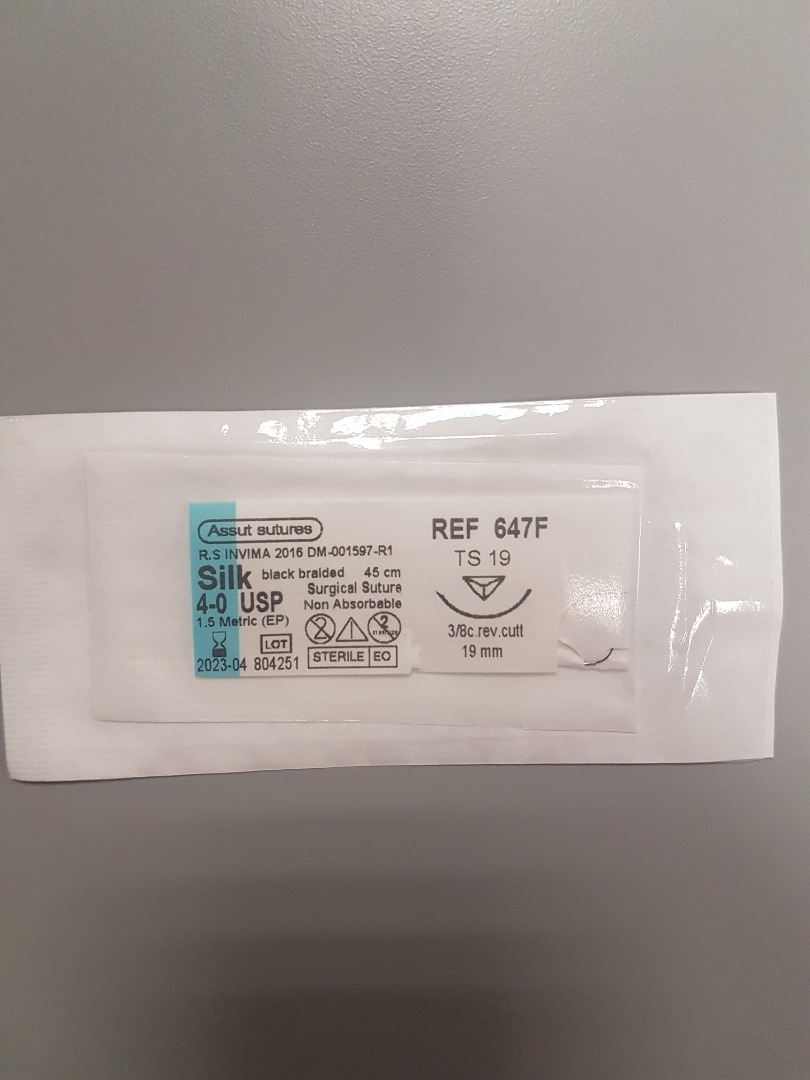 Assut sutures
R.S INVIMA 2016 DM-001597-R1
Silk black braided 45 cm
Surgical Suture
4-0 USP
Non Absorbable
1.5 Metric (EP)
2
2
LOT
STERILE EO
2023-04 804251
REF 647F
TS 19
3/8c.rev.cutt
19 mm